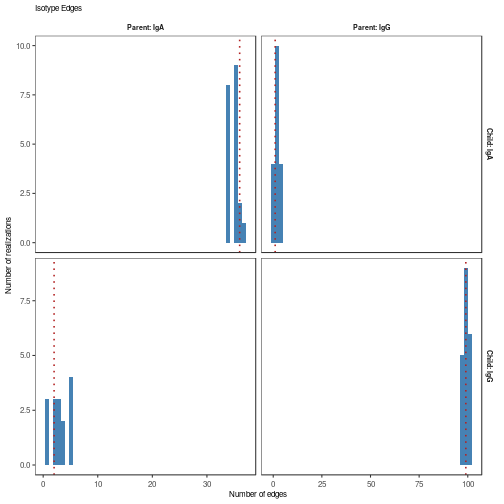 Isotype Edges
Parent: IgA
Parent: IgG
10.0
7.5
5.0
2.5
0.0
Child: IgA
Number of realizations
7.5
5.0
2.5
0.0
Child: IgG
0 10 20 30
0 25 50 75 100
Number of edges